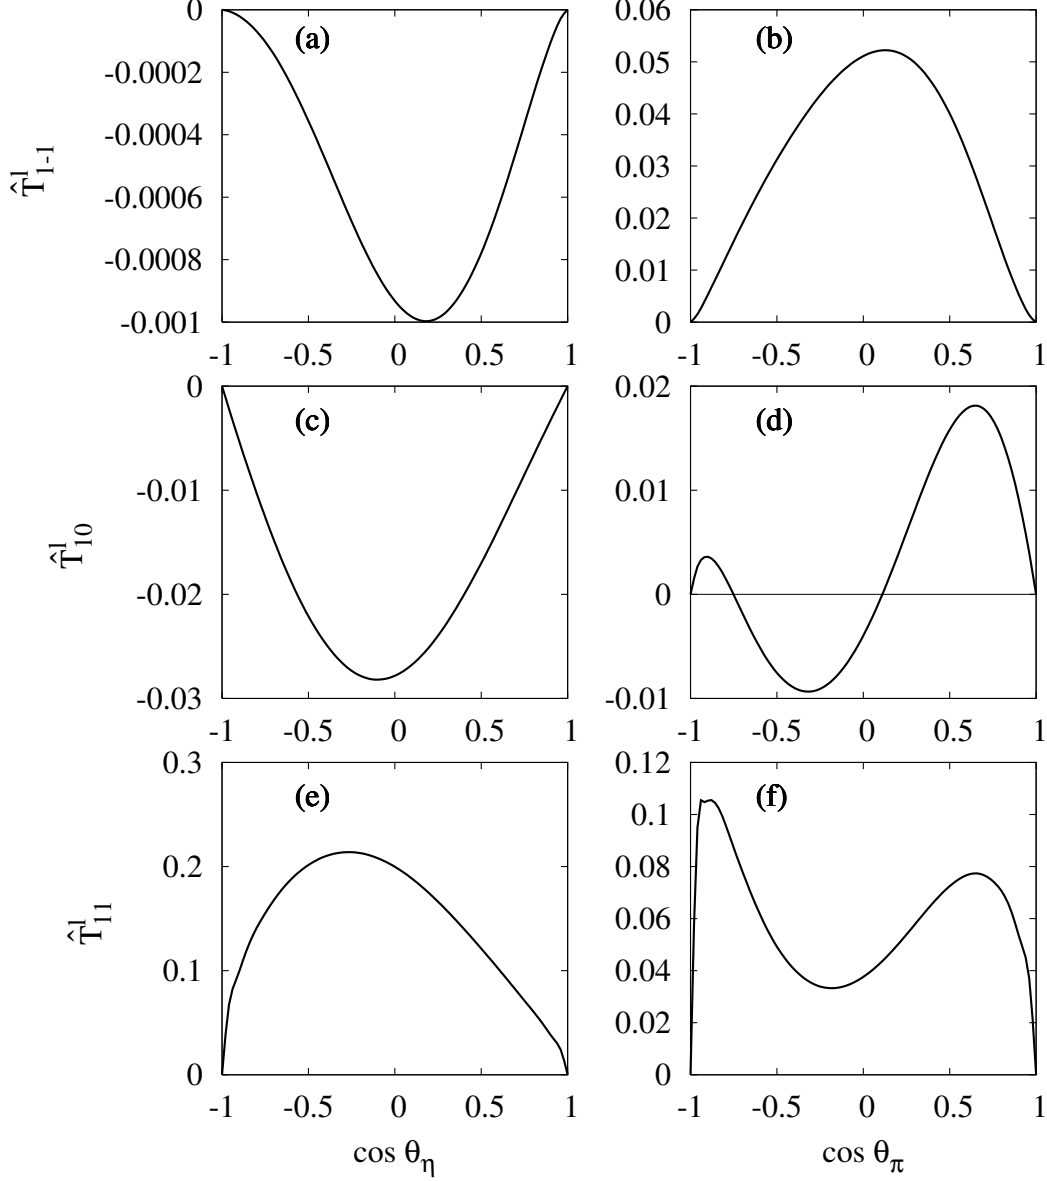 0 (a) 0.06 (b)
-0.0002 0.05
-0.0004 0.04
-0.0006 0.03
-0.0008 0.02
-0.001 0.01
0
T̂^l_{1-1}
-1 -0.5 0 0.5 1 -1 -0.5 0 0.5 1
0 (c) 0.02 (d)
-0.01 0.01
-0.02 0
-0.03 -0.01
T̂^l_{10}
-1 -0.5 0 0.5 1 -1 -0.5 0 0.5 1
0.3 (e) 0.12 (f)
0.1
0.2 0.08
0.06
0.1 0.04
0.02
0 0
T̂^l_{11}
-1 -0.5 0 0.5 1 -1 -0.5 0 0.5 1
cos θ_η cos θ_π